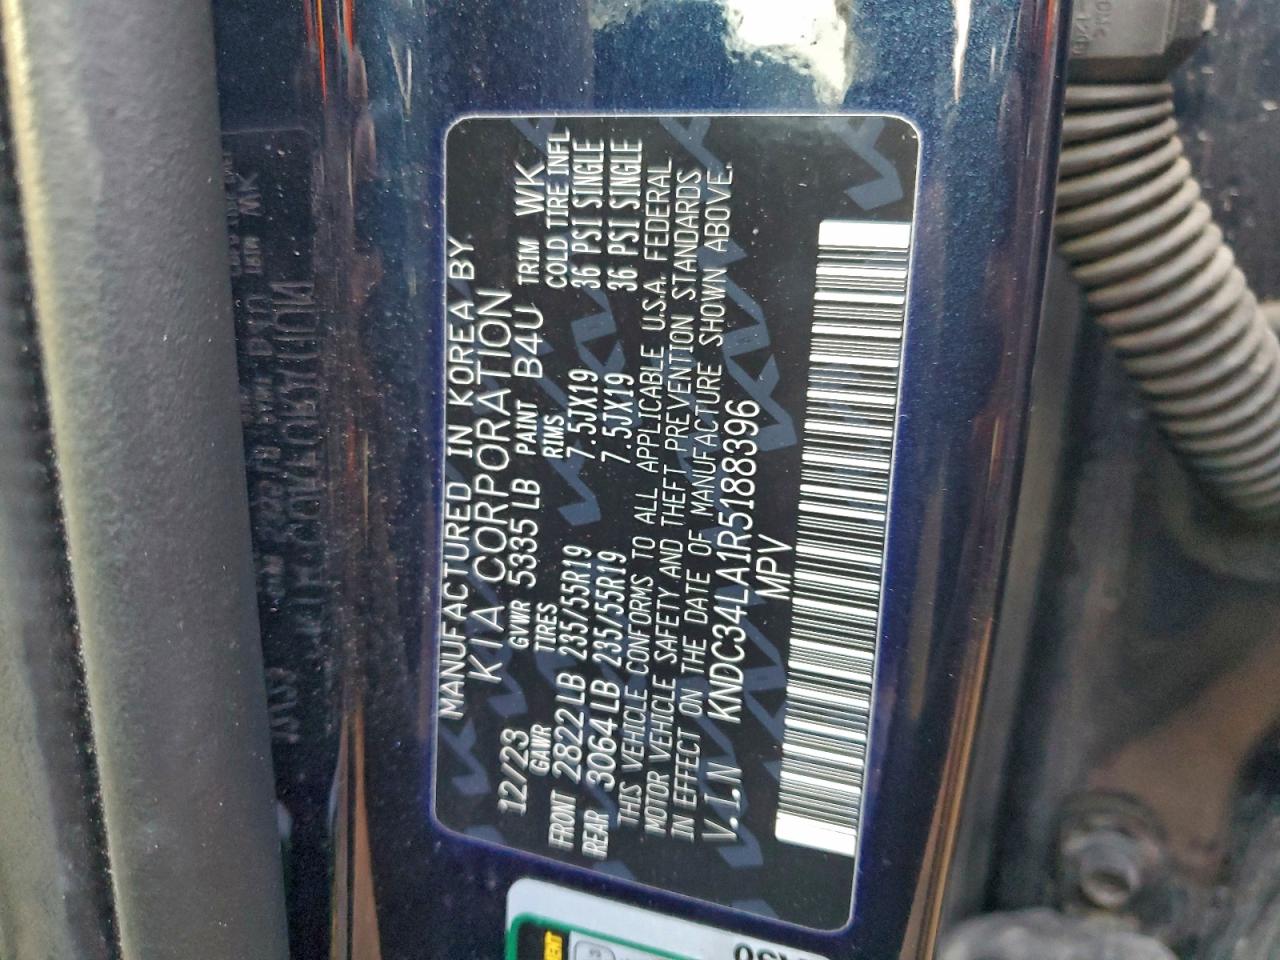 MANUFACTURED IN KOREA BY
KIA CORPORATION
12/23 GVWR 5335 LB PAINT B4U TRIM WK
GAWR TIRES RIMS COLD TIRE INFL
FRONT 2822LB 235/55R19 7.5JX19 36 PSI SINGLE
REAR 3064LB 235/55R19 7.5JX19 36 PSI SINGLE
THIS VEHICLE CONFORMS TO ALL APPLICABLE U.S.A. FEDERAL
MOTOR VEHICLE SAFETY AND THEFT PREVENTION STANDARDS
IN EFFECT ON THE DATE OF MANUFACTURE SHOWN ABOVE.
V.I.N KNDC34LA1R5188396
MPV